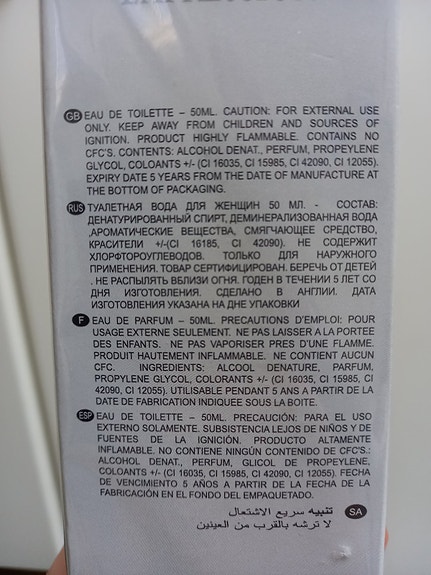 GB EAU DE TOILETTE – 50ML. CAUTION: FOR EXTERNAL USE
ONLY. KEEP AWAY FROM CHILDREN AND SOURCES OF
IGNITION. PRODUCT HIGHLY FLAMMABLE. CONTAINS NO
CFC'S. CONTENTS: ALCOHOL DENAT., PERFUM, PROPEYLENE
GLYCOL, COLOANTS +/- (CI 16035, CI 15985, CI 42090, CI 12055).
EXPIRY DATE 5 YEARS FROM THE DATE OF MANUFACTURE AT
THE BOTTOM OF PACKAGING.
RUS ТУАЛЕТНАЯ ВОДА ДЛЯ ЖЕНЩИН 50 МЛ. - СОСТАВ:
ДЕНАТУРИРОВАННЫЙ СПИРТ, ДЕМИНЕРАЛИЗОВАННАЯ ВОДА
,АРОМАТИЧЕСКИЕ ВЕЩЕСТВА, СМЯГЧАЮЩЕЕ СРЕДСТВО,
КРАСИТЕЛИ +/-(CI 16185, CI 42090). НЕ СОДЕРЖИТ
ХЛОРФТОРОУГЛЕВОДОВ. ТОЛЬКО ДЛЯ НАРУЖНОГО
ПРИМЕНЕНИЯ. ТОВАР СЕРТИФИЦИРОВАН. БЕРЕЧЬ ОТ ДЕТЕЙ
. НЕ РАСПЫЛЯТЬ ВБЛИЗИ ОГНЯ. ГОДЕН В ТЕЧЕНИИ 5 ЛЕТ СО
ДНЯ ИЗГОТОВЛЕНИЯ. СДЕЛАНО В АНГЛИИ. ДАТА
ИЗГОТОВЛЕНИЯ УКАЗАНА НА ДНЕ УПАКОВКИ
F EAU DE PARFUM – 50ML. PRECAUTIONS D'EMPLOI: POUR
USAGE EXTERNE SEULEMENT. NE PAS LAISSER A LA PORTEE
DES ENFANTS. NE PAS VAPORISER PRES D'UNE FLAMME.
PRODUIT HAUTEMENT INFLAMMABLE. NE CONTIENT AUCUN
CFC. INGREDIENTS: ALCOOL DENATURE, PARFUM,
PROPYLENE GLYCOL, COLORANTS +/- (CI 16035, CI 15985, CI
42090, CI 12055). UTILISABLE PENDANT 5 ANS A PARTIR DE LA
DATE DE FABRICATION INDIQUEE SOUS LA BOITE.
ESP EAU DE TOILETTE – 50ML. PRECAUCIÓN: PARA EL USO
EXTERNO SOLAMENTE. SUBSISTENCIA LEJOS DE NIÑOS Y DE
FUENTES DE LA IGNICIÓN. PRODUCTO ALTAMENTE
INFLAMABLE. NO CONTIENE NINGÚN CONTENIDO DE CFC'S.:
ALCOHOL DENAT., PERFUM, GLICOL DE PROPEYLENE,
COLOANTS +/- (CI 16035, CI 15985, CI 42090, CI 12055). FECHA
DE VENCIMIENTO 5 AÑOS A PARTIR DE LA FECHA DE LA
FABRICACIÓN EN EL FONDO DEL EMPAQUETADO.
SA تنبيه سريع الاشتعال
لا ترشه بالقرب من العينين